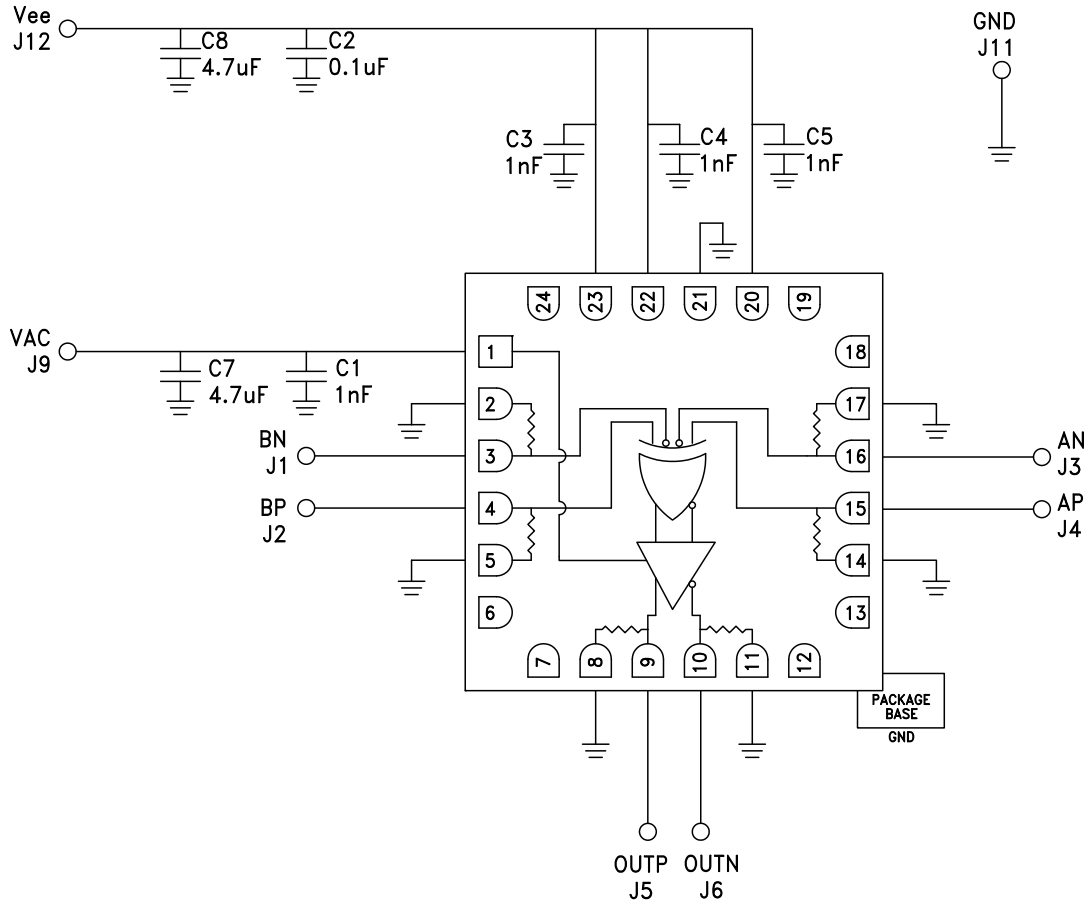 Vee
J12
C8
4.7uF
C2
0.1uF
GND
J11
C3
1nF
C4
1nF
C5
1nF
24
23
22
21
20
19
VAC
J9
C7
4.7uF
C1
1nF
1
2
3
4
5
6
18
17
16
15
14
13
BN
J1
BP
J2
AN
J3
AP
J4
7
8
9
10
11
12
PACKAGE
BASE
GND
OUTP
J5
OUTN
J6